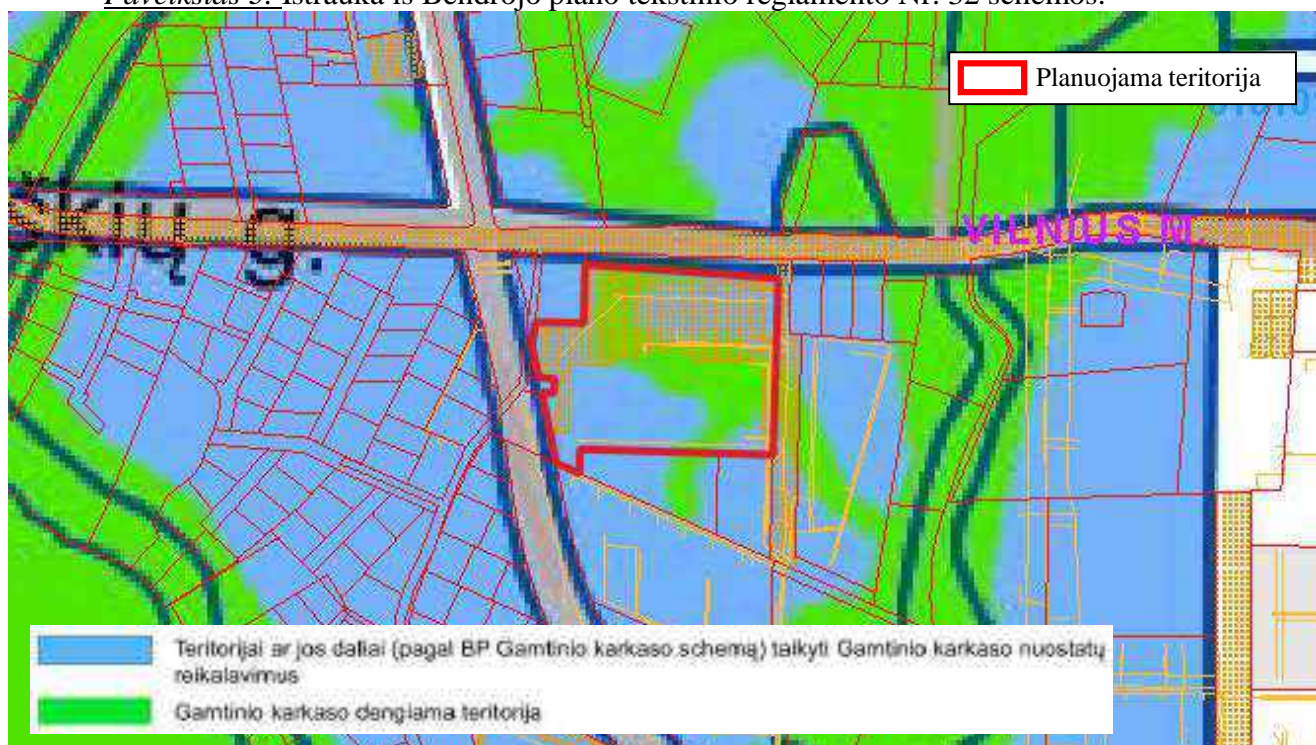 Paveikslas 5. Ištrauka iš Bendrojo plano tekstinio reglamento Nr. 32 schemos.
Planuojama teritorija
g.
VILNIUS M.
Teritorijai ar jos daliai (pagal BP Gamtinio karkaso schemą) taikyti Gamtinio karkaso nuostatų
reikalavimus
Gamtinio karkaso dengiama teritorija